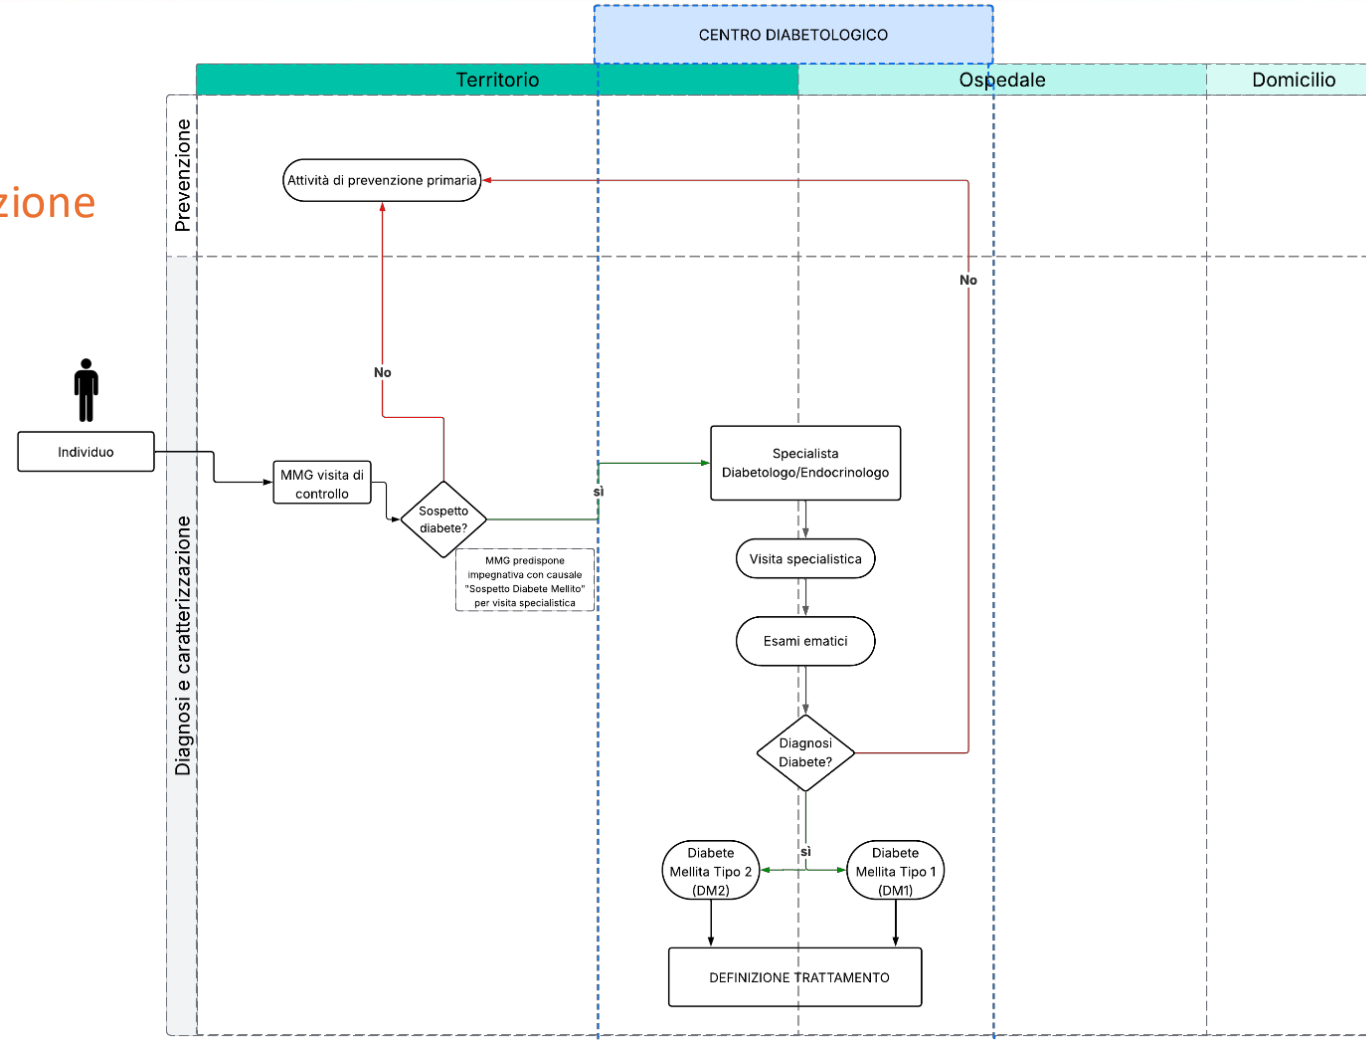 CENTRO DIABETOLOGICO
Territorio
Ospedale
Domicilio
Prevenzione
zione
Attività di prevenzione primaria
No
No
Individuo
MMG visita di
controllo
Sospetto
diabete?
sì
MMG predispone
impegnativa con causale
"Sospetto Diabete Mellito"
per visita specialistica
Specialista
Diabetologo/Endocrinologo
Visita specialistica
Esami ematici
Diagnosi e caratterizzazione
Diagnosi
Diabete?
sì
Diabete
Mellita Tipo 2
(DM2)
Diabete
Mellita Tipo 1
(DM1)
DEFINIZIONE TRATTAMENTO